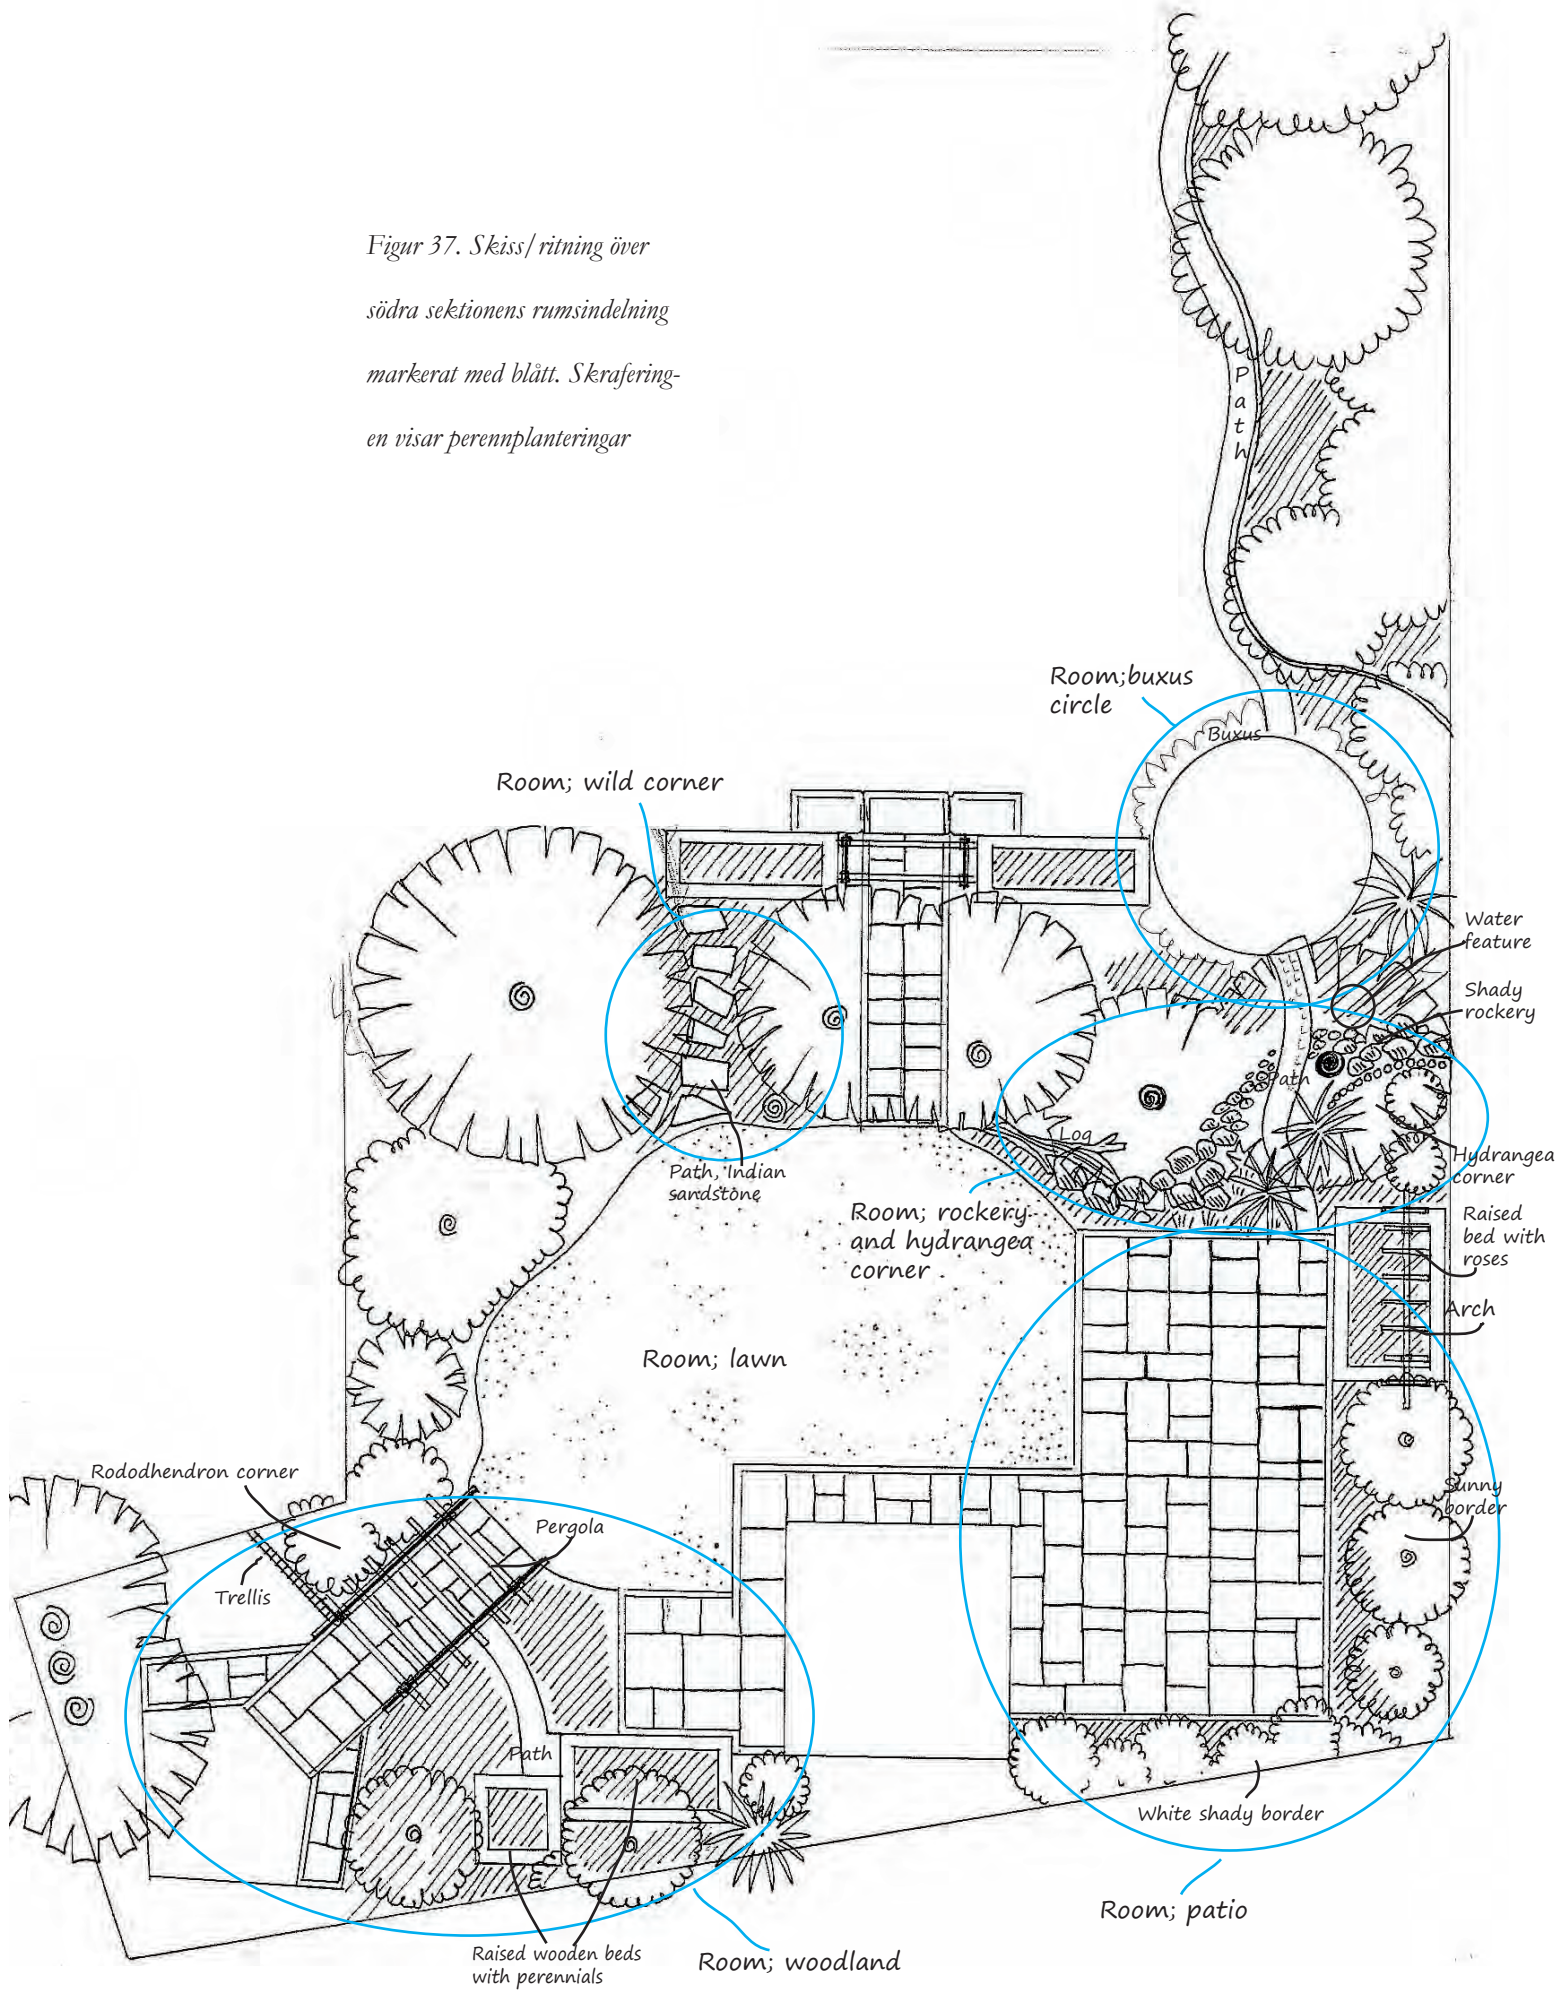 Figur 37. Skiss/ritning över
södra sektionens rumsindelning
markerat med blått. Skrafering-
en visar perennplanteringar
Path
Room;buxus
circle
Buxus
Room; wild corner
Water
feature
Shady
rockery
Path
Log
Hydrangea
corner
Path, Indian
sandstone
Room; rockery
and hydrangea
corner
Raised
bed with
roses
Arch
Room; lawn
Rododhendron corner
Sunny
border
Pergola
Trellis
Path
White shady border
Room; patio
Raised wooden beds
with perennials
Room; woodland